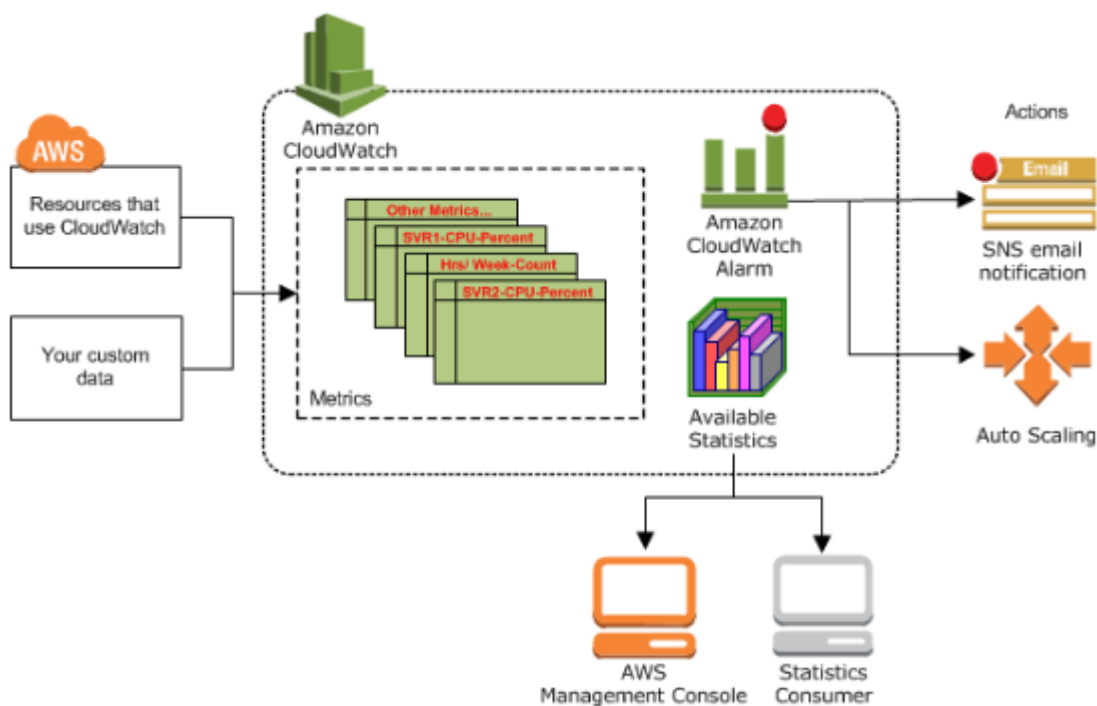 Amazon
CloudWatch
AWS
Resources that
use CloudWatch
Your custom
data
Other Metrics...
SVR1-CPU-Percent
Hrs/ Week-Count
SVR2-CPU-Percent
Metrics
Amazon
CloudWatch
Alarm
Available
Statistics
Actions
Email
SNS email
notification
Auto Scaling
AWS
Management Console
Statistics
Consumer